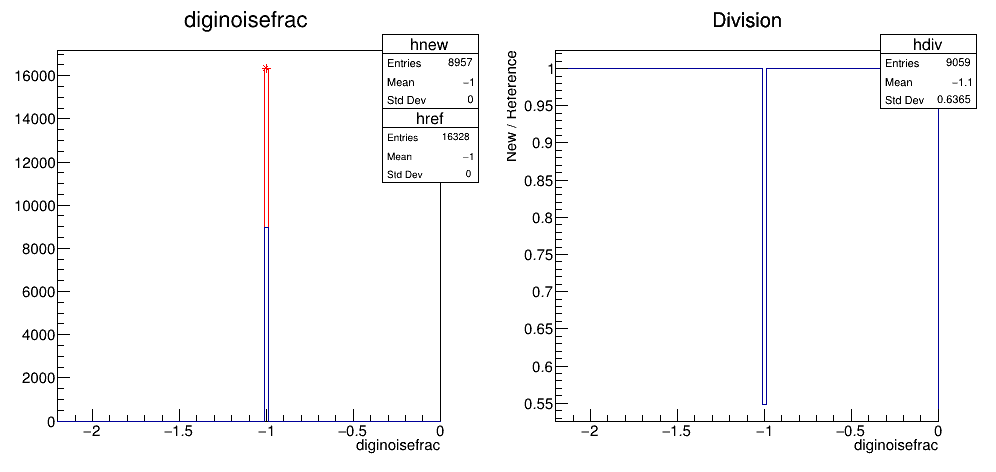 diginoisefrac
hnew
Entries 8957
Mean −1
Std Dev 0
href
Entries 16328
Mean −1
Std Dev 0
16000
14000
12000
10000
8000
6000
4000
2000
0
−2 −1.5 −1 −0.5 0
diginoisefrac
Division
hdiv
Entries 9059
Mean −1.1
Std Dev 0.6365
New / Reference
1
0.95
0.9
0.85
0.8
0.75
0.7
0.65
0.6
0.55
−2 −1.5 −1 −0.5 0
diginoisefrac